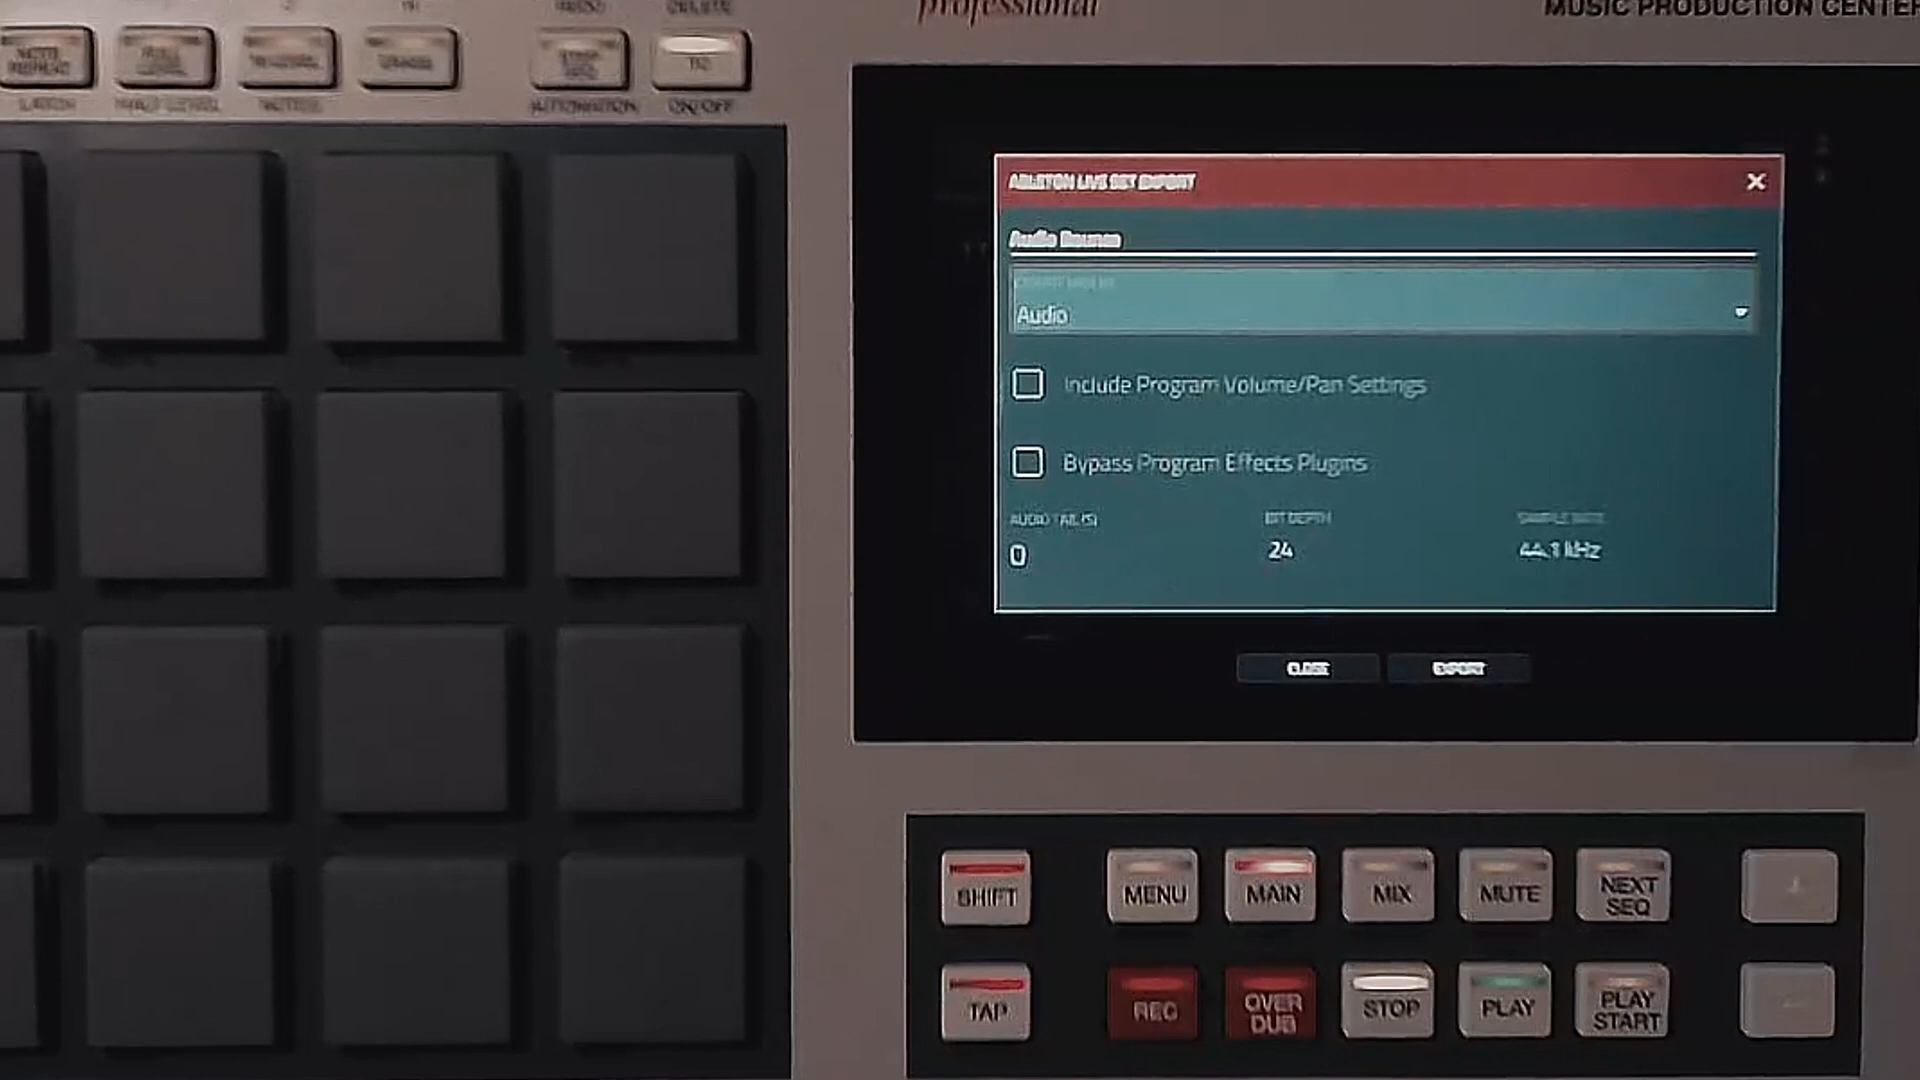 professional
MUSIC PRODUCTION CENTER
AUTOMATION
ON/OFF
ABLETON LIVE SET EXPORT
Audio Bounce
Audio
Include Program Volume/Pan Settings
Bypass Program Effects Plugins
AUDIO TAIL (S)
BIT DEPTH
SAMPLE RATE
0
24
44.1 kHz
CLOSE
EXPORT
SHIFT
MENU
MAIN
MIX
MUTE
NEXT
SEQ
+
TAP
REC
OVER
DUB
STOP
PLAY
PLAY
START
-